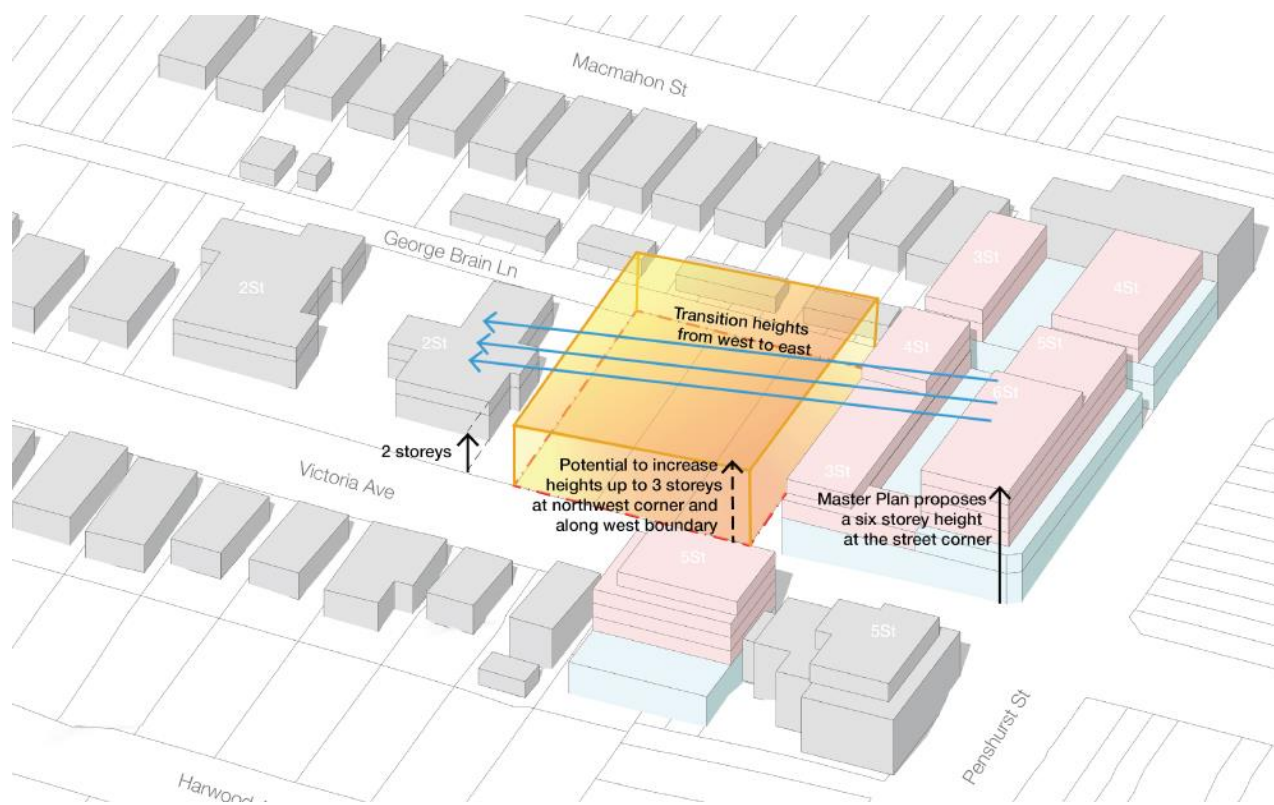 Macmahon St
George Brain Ln
3St
4St
2St
Transition heights
from west to east
4St
5St
2St
6St
2 storeys
Victoria Ave
Potential to increase
heights up to 3 storeys
at northwest corner and
along west boundary
3St
Master Plan proposes
a six storey height
at the street corner
5St
5St
Penshurst St
Harwood